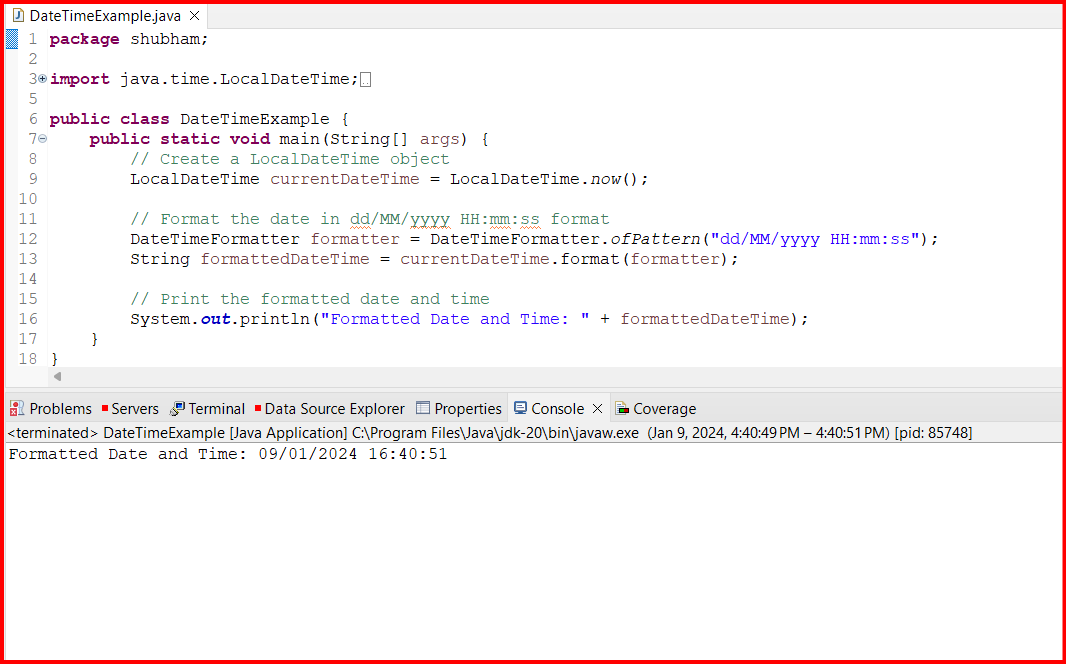 DateTimeExample.java
1 package shubham;
2
3 import java.time.LocalDateTime;
5
6 public class DateTimeExample {
7     public static void main(String[] args) {
8         // Create a LocalDateTime object
9         LocalDateTime currentDateTime = LocalDateTime.now();
10
11         // Format the date in dd/MM/yyyy HH:mm:ss format
12         DateTimeFormatter formatter = DateTimeFormatter.ofPattern("dd/MM/yyyy HH:mm:ss");
13         String formattedDateTime = currentDateTime.format(formatter);
14
15         // Print the formatted date and time
16         System.out.println("Formatted Date and Time: " + formattedDateTime);
17     }
18 }
Problems Servers Terminal Data Source Explorer Properties Console Coverage
<terminated> DateTimeExample [Java Application] C:\Program Files\Java\jdk-20\bin\javaw.exe (Jan 9, 2024, 4:40:49 PM – 4:40:51 PM) [pid: 85748]
Formatted Date and Time: 09/01/2024 16:40:51